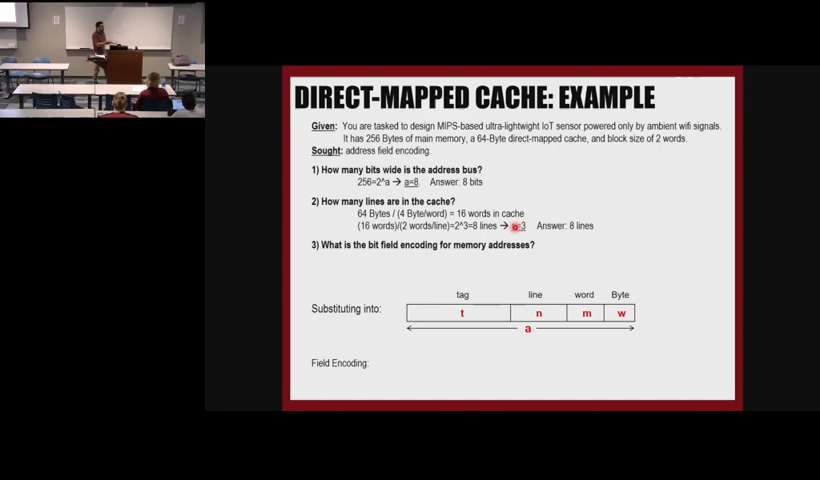 DIRECT-MAPPED CACHE: EXAMPLE
Given: You are tasked to design MIPS-based ultra-lightwight IoT sensor powered only by ambient wifi signals.
It has 256 Bytes of main memory, a 64-Byte direct-mapped cache, and block size of 2 words.
Sought: address field encoding.
1) How many bits wide is the address bus?
256=2^a → a=8. Answer: 8 bits
2) How many lines are in the cache?
64 Bytes / (4 Byte/word) = 16 words in cache
(16 words)/(2 words/line)=2^3=8 lines → =3 Answer: 8 lines
3) What is the bit field encoding for memory addresses?
tag line word Byte
Substituting into: t n m w
a
Field Encoding: